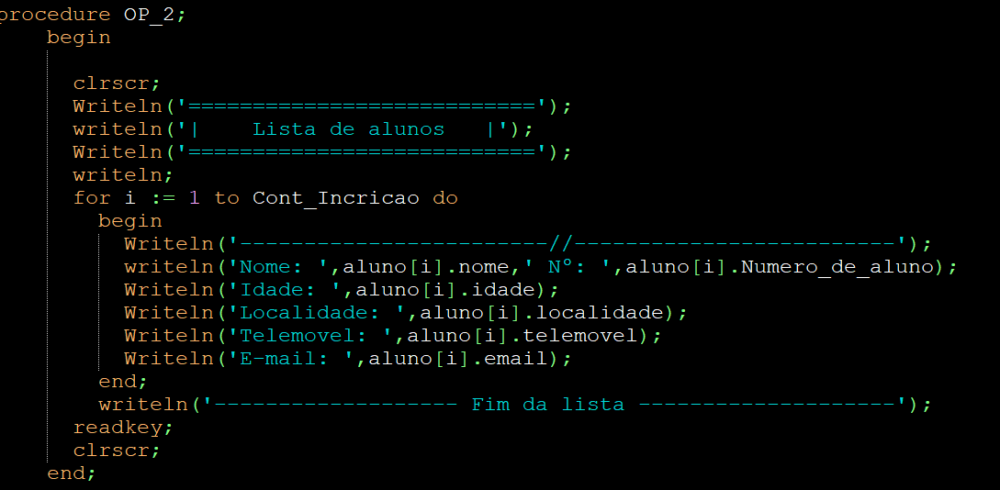 procedure OP_2;
begin
clrscr;
Writeln('===========================');
writeln('|    Lista de alunos   |');
Writeln('===========================');
writeln;
for i := 1 to Cont_Incricao do
begin
Writeln('------------------------//-------------------------');
writeln('Nome: ',aluno[i].nome,' Nº: ',aluno[i].Numero_de_aluno);
Writeln('Idade: ',aluno[i].idade);
Writeln('Localidade: ',aluno[i].localidade);
Writeln('Telemovel: ',aluno[i].telemovel);
Writeln('E-mail: ',aluno[i].email);
end;
writeln('------------------- Fim da lista --------------------');
readkey;
clrscr;
end;